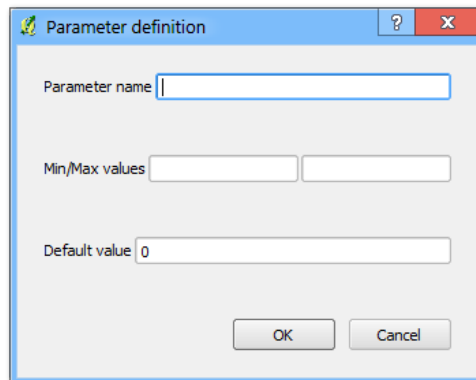 Parameter definition ? x
Parameter name
Min/Max values
Default value 0
OK Cancel